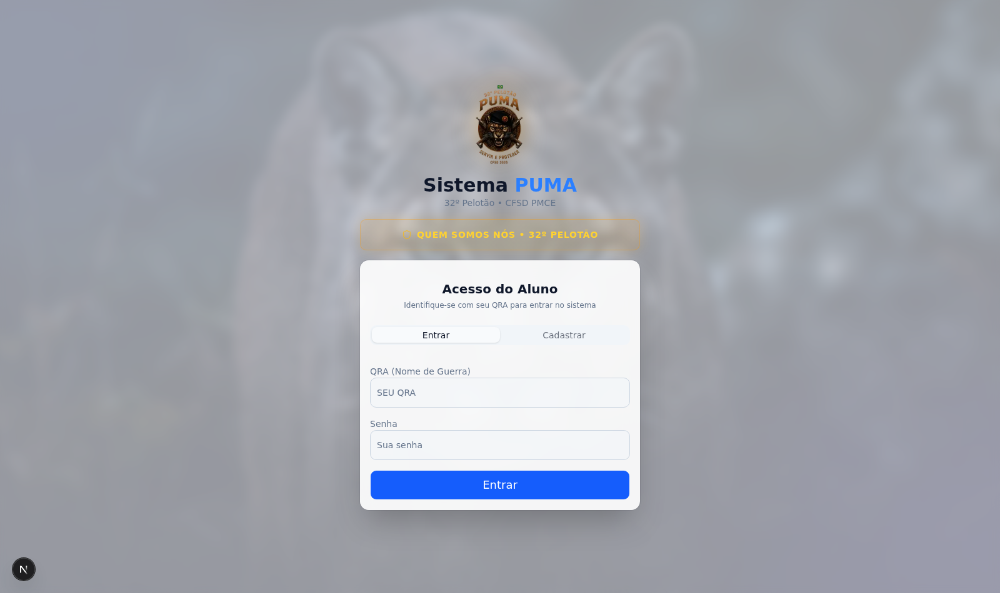 32º PELOTÃO
PUMA
SERVIR E PROTEGER
CFSD 2026
Sistema PUMA
32º Pelotão • CFSD PMCE
QUEM SOMOS NÓS • 32º PELOTÃO
Acesso do Aluno
Identifique-se com seu QRA para entrar no sistema
Entrar
Cadastrar
QRA (Nome de Guerra)
SEU QRA
Senha
Sua senha
Entrar
N